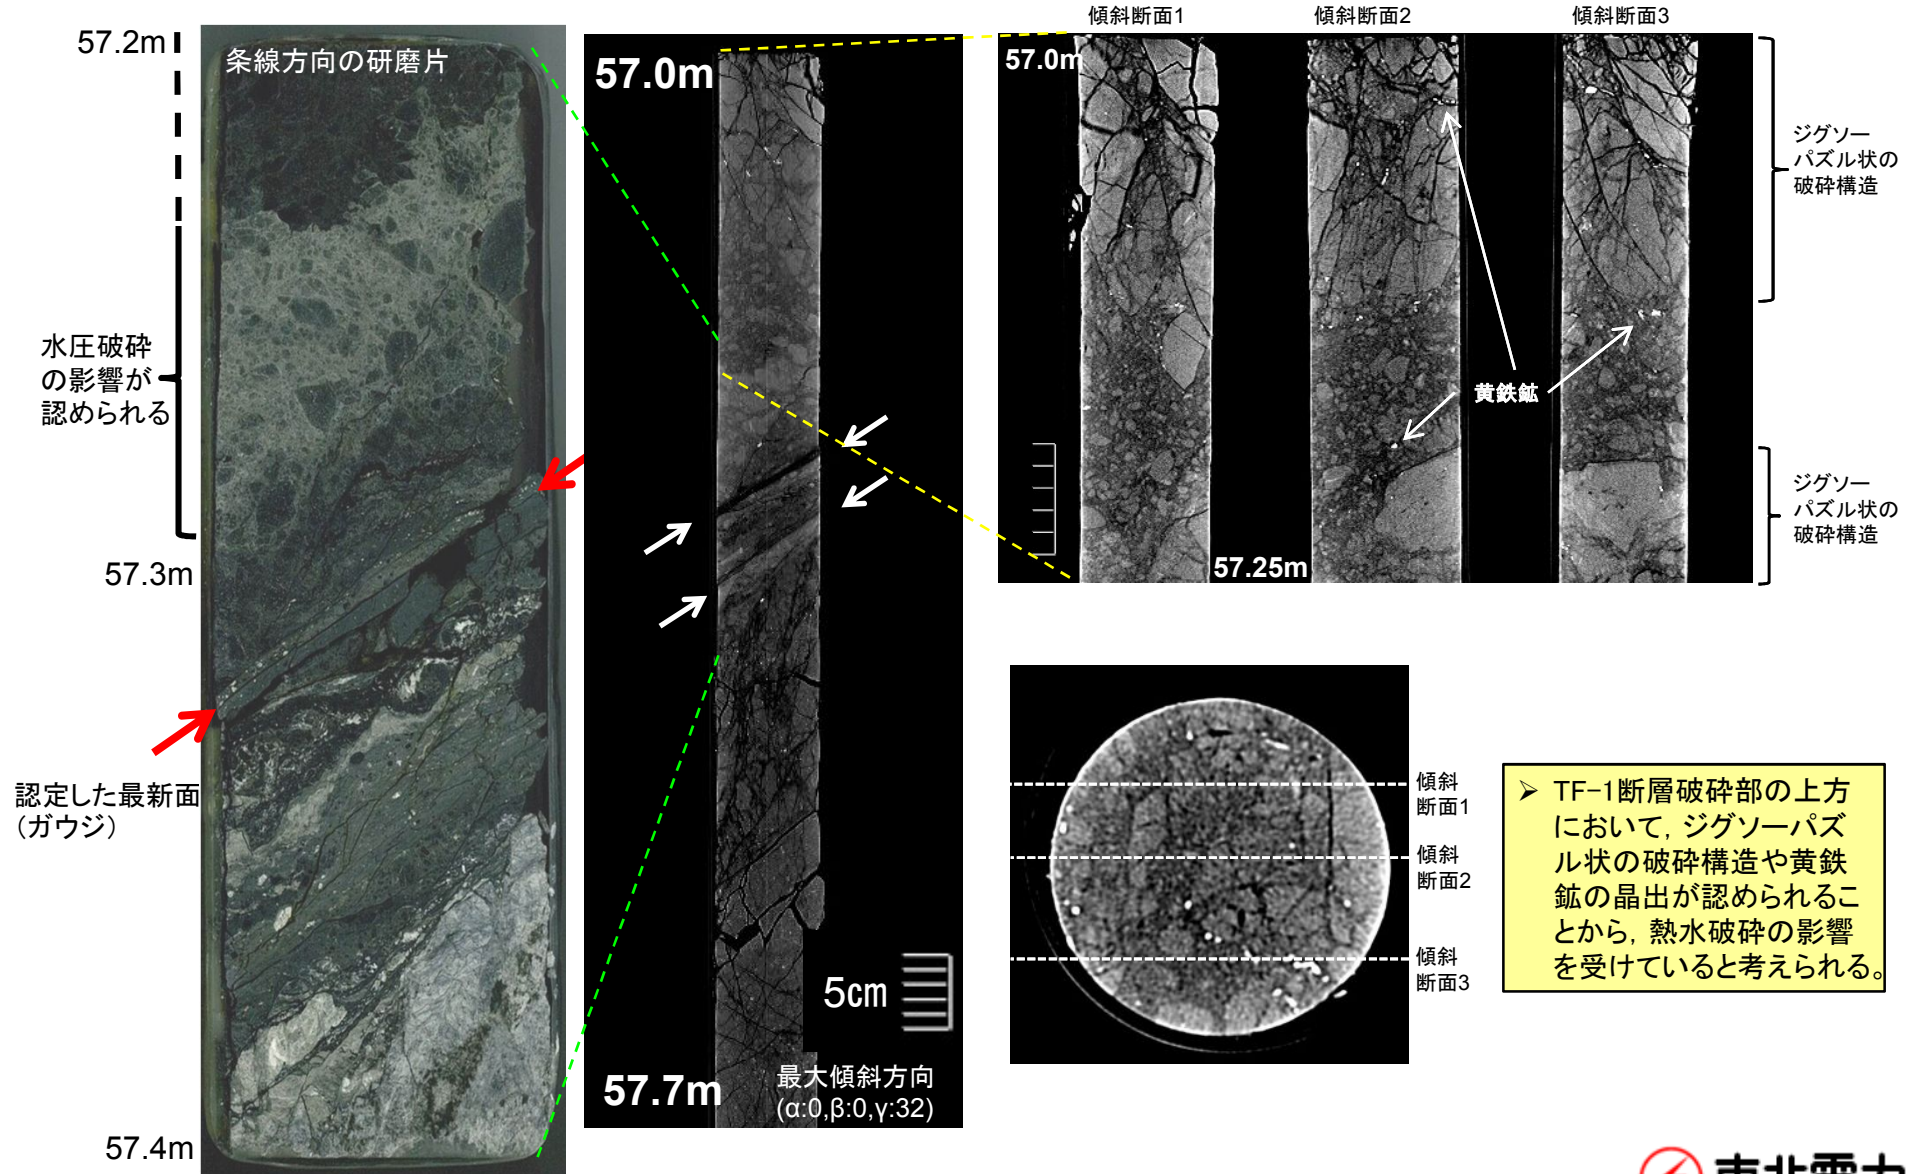 57.2m
条線方向の研磨片
水圧破砕
の影響が
認められる
57.3m
認定した最新面
(ガウジ)
57.4m
57.0m
5cm
57.7m
最大傾斜方向
(α:0,β:0,γ:32)
傾斜断面1
傾斜断面2
傾斜断面3
57.0m
57.25m
黄鉄鉱
ジグソー
パズル状の
破砕構造
ジグソー
パズル状の
破砕構造
傾斜
断面1
傾斜
断面2
傾斜
断面3
➢ TF-1断層破砕部の上方
において，ジグソーパズ
ル状の破砕構造や黄鉄
鉱の晶出が認められるこ
とから，熱水破砕の影響
を受けていると考えられる。
東北電力